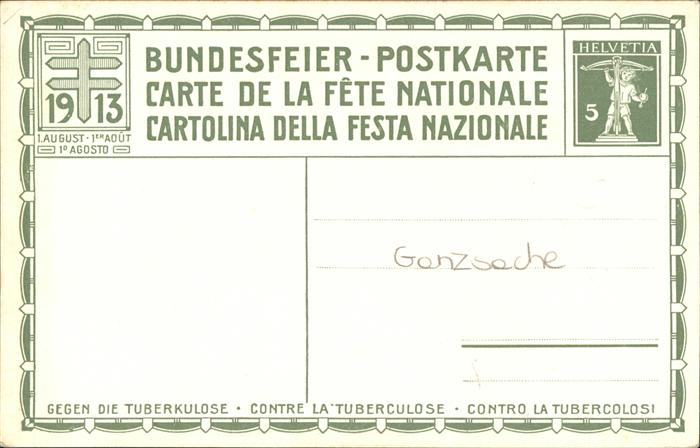 BUNDESFEIER - POSTKARTE
CARTE DE LA FÊTE NATIONALE
CARTOLINA DELLA FESTA NAZIONALE
1913
1.AUGUST · 1ER AOÛT
1º AGOSTO
HELVETIA
5
Ganzsache
GEGEN DIE TUBERKULOSE · CONTRE LA TUBERCULOSE · CONTRO LA TUBERCOLOSI